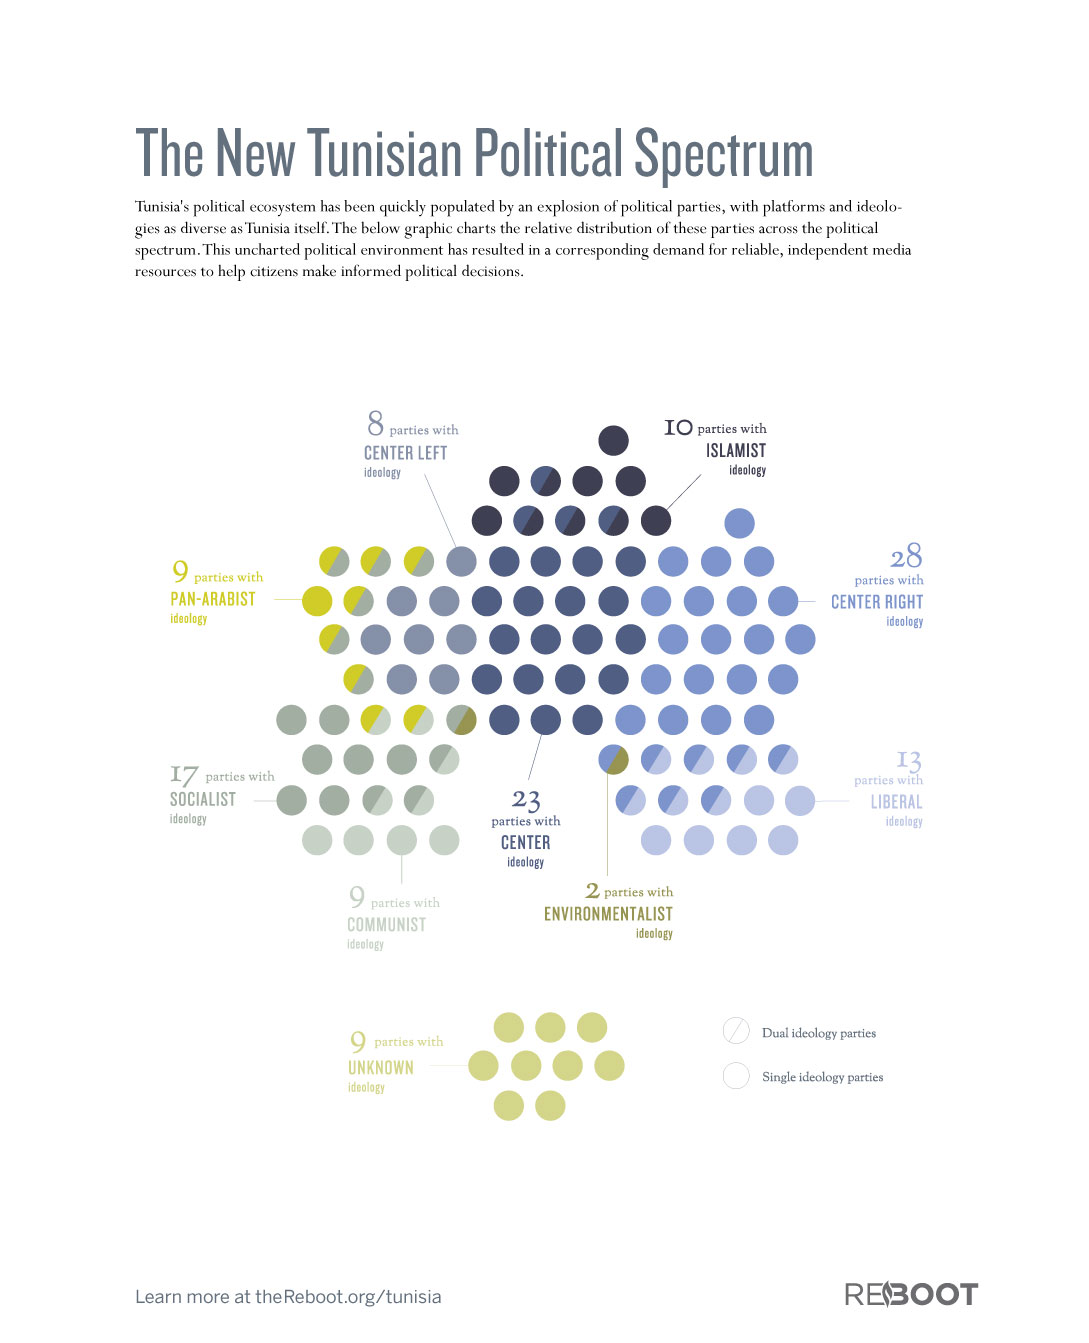 The New Tunisian Political Spectrum
Tunisia's political ecosystem has been quickly populated by an explosion of political parties, with platforms and ideolo-
gies as diverse as Tunisia itself. The below graphic charts the relative distribution of these parties across the political
spectrum. This uncharted political environment has resulted in a corresponding demand for reliable, independent media
resources to help citizens make informed political decisions.
8 parties with
CENTER LEFT
ideology
10 parties with
ISLAMIST
ideology
9 parties with
PAN-ARABIST
ideology
28
parties with
CENTER RIGHT
ideology
17 parties with
SOCIALIST
ideology
23
parties with
CENTER
ideology
13
parties with
LIBERAL
ideology
9 parties with
COMMUNIST
ideology
2 parties with
ENVIRONMENTALIST
ideology
9 parties with
UNKNOWN
ideology
Dual ideology parties
Single ideology parties
Learn more at theReboot.org/tunisia
REBOOT